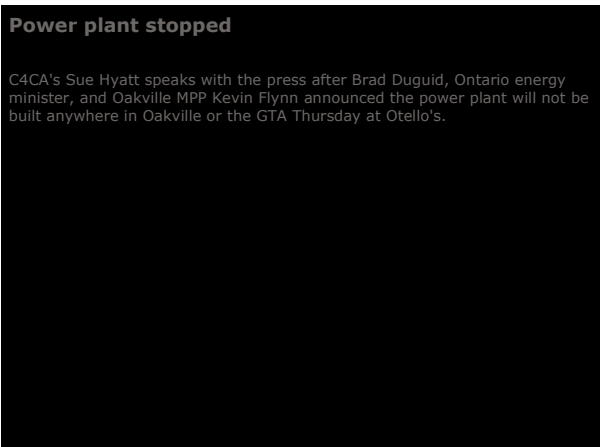 Power plant stopped
C4CA's Sue Hyatt speaks with the press after Brad Duguid, Ontario energy
minister, and Oakville MPP Kevin Flynn announced the power plant will not be
built anywhere in Oakville or the GTA Thursday at Otello's.